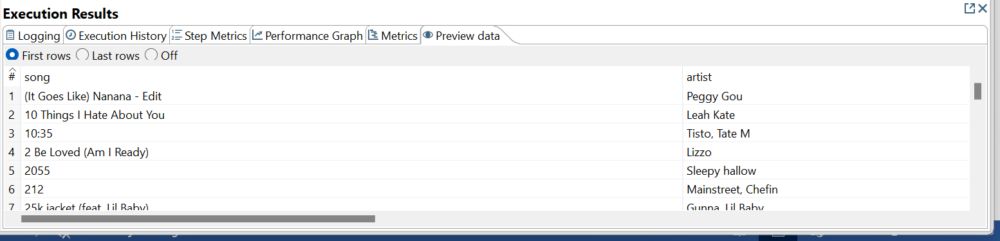 Execution Results
Logging Execution History Step Metrics Performance Graph Metrics Preview data
First rows Last rows Off
# song artist
1 (It Goes Like) Nanana - Edit Peggy Gou
2 10 Things I Hate About You Leah Kate
3 10:35 Tisto, Tate M
4 2 Be Loved (Am I Ready) Lizzo
5 2055 Sleepy hallow
6 212 Mainstreet, Chefin
7 25k jacket (feat. Lil Baby) Gunna, Lil Baby